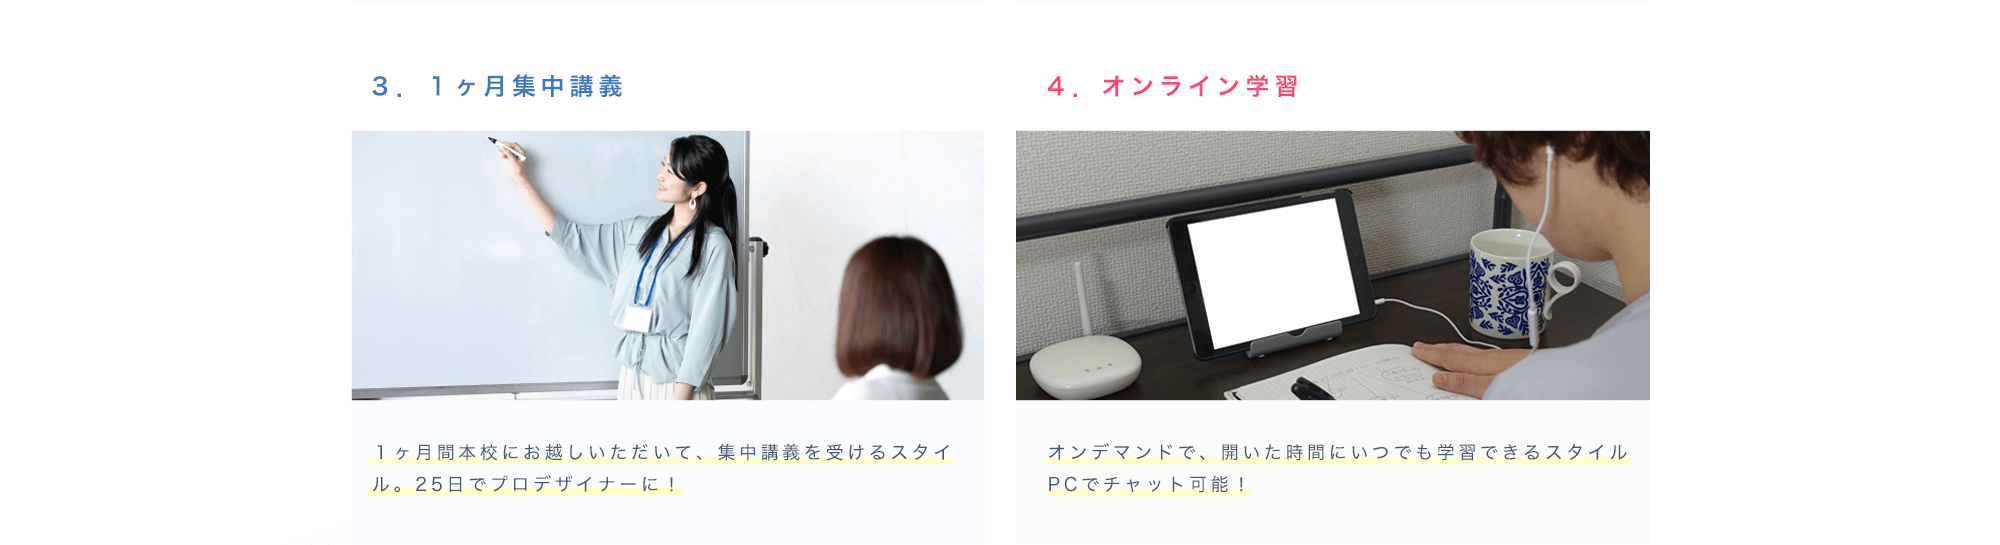 ３．１ヶ月集中講義
１ヶ月間本校にお越しいただいて、集中講義を受けるスタイ
ル。25日でプロデザイナーに！
４．オンライン学習
オンデマンドで、開いた時間にいつでも学習できるスタイル
PCでチャット可能！